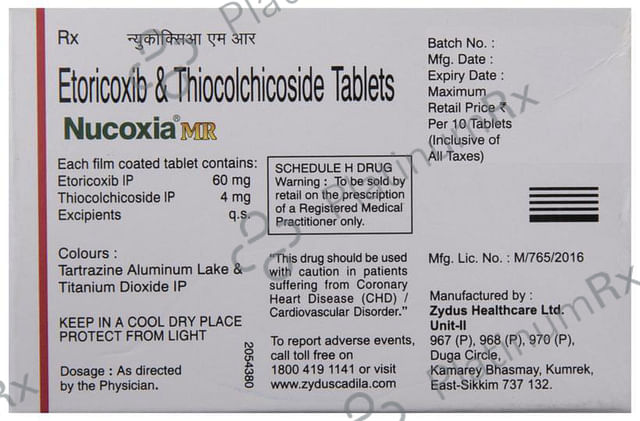 Rx न्युकोक्सिआ एम आर
Etoricoxib & Thiocolchicoside Tablets
Nucoxia® MR
Each film coated tablet contains:
Etoricoxib IP 60 mg
Thiocolchicoside IP 4 mg
Excipients q.s.
SCHEDULE H DRUG
Warning : To be sold by
retail on the prescription
of a Registered Medical
Practitioner only.
Colours :
Tartrazine Aluminum Lake &
Titanium Dioxide IP
KEEP IN A COOL DRY PLACE
PROTECT FROM LIGHT
Dosage : As directed
by the Physician.
"This drug should be used
with caution in patients
suffering from Coronary
Heart Disease (CHD) /
Cardiovascular Disorder."
To report adverse events,
call toll free on
1800 419 1141 or visit
www.zyduscadila.com
2054380
Batch No. :
Mfg. Date :
Expiry Date :
Maximum
Retail Price ₹
Per 10 Tablets
(Inclusive of
All Taxes)
Mfg. Lic. No. : M/765/2016
Manufactured by :
Zydus Healthcare Ltd.
Unit-II
967 (P), 968 (P), 970 (P),
Duga Circle,
Kamarey Bhasmay, Kumrek,
East-Sikkim 737 132.
PlatinumRx
PlatinumRx